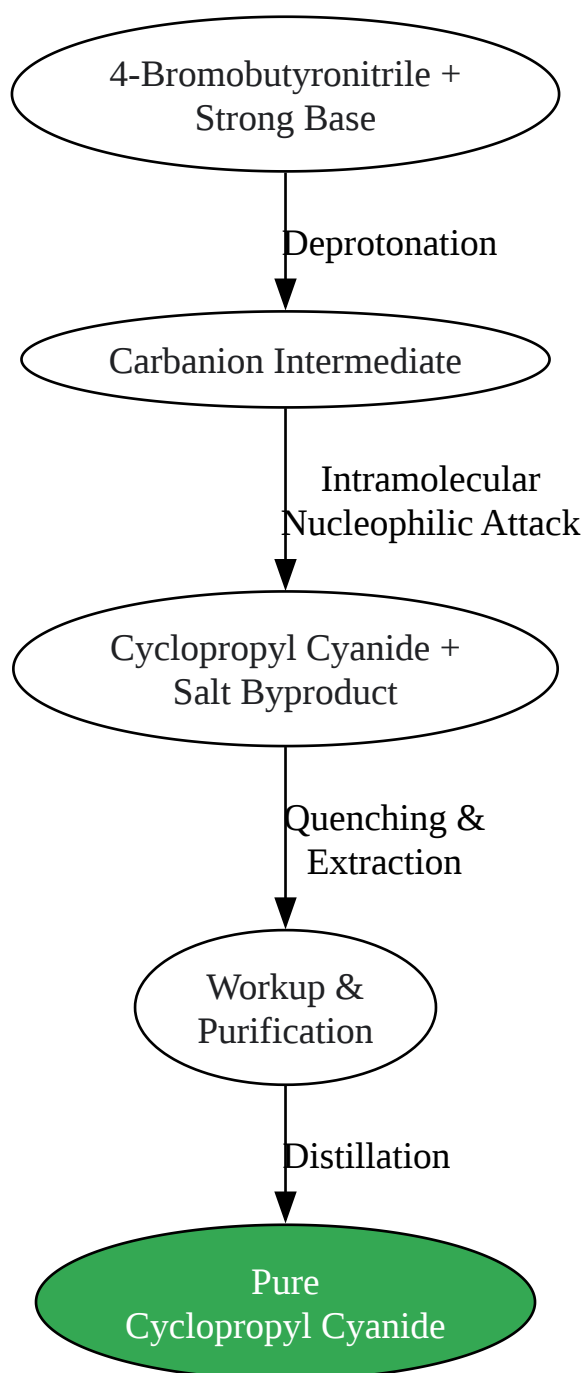 4-Bromobutyronitrile +
Strong Base
Deprotonation
Carbanion Intermediate
Intramolecular
Nucleophilic Attack
Cyclopropyl Cyanide +
Salt Byproduct
Quenching &
Extraction
Workup &
Purification
Distillation
Pure
Cyclopropyl Cyanide